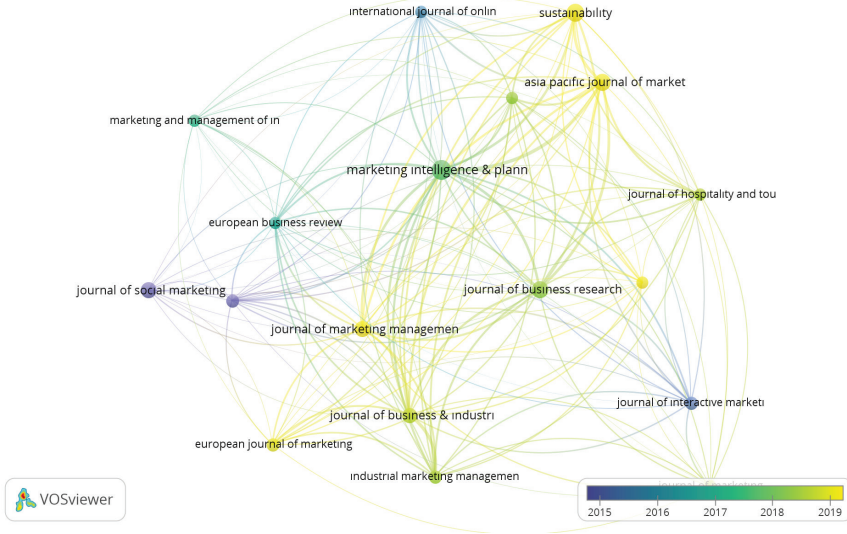 international journal of onlin
sustainability
asia pacific journal of market
marketing and management of in
marketing intelligence & plann
journal of hospitality and tou
european business review
journal of social marketing
journal of business research
journal of marketing managemen
journal of interactive marketi
journal of business & industri
european journal of marketing
industrial marketing managemen
journal of marketing
VOSviewer
2015 2016 2017 2018 2019